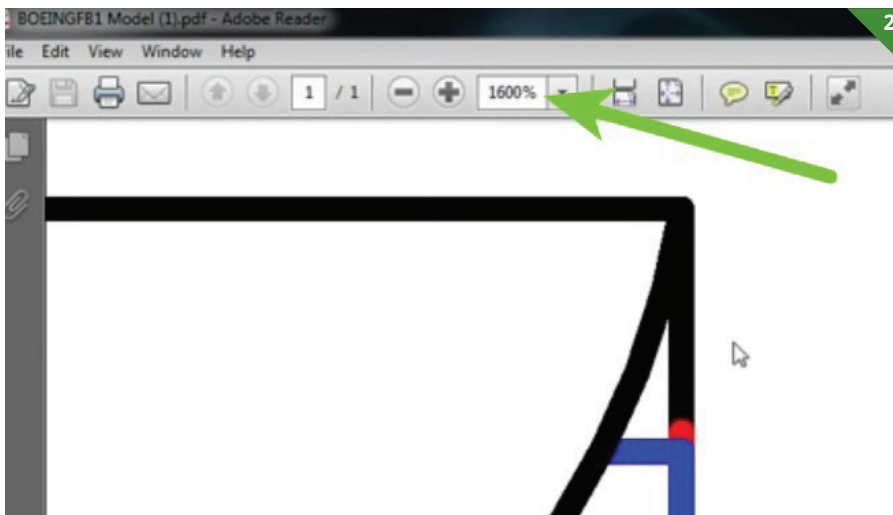 BOEINGFB1 Model (1).pdf - Adobe Reader
2
ile Edit View Window Help
1 / 1 1600%
T